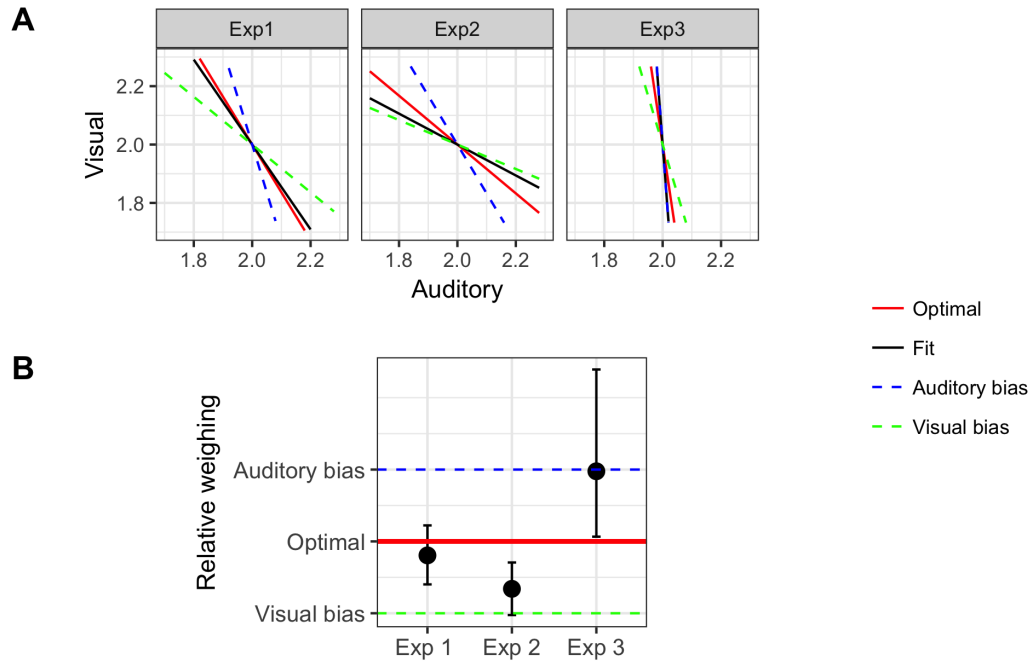 A
Exp1 Exp2 Exp3
Visual
2.2
2.0
1.8
1.8 2.0 2.2 1.8 2.0 2.2 1.8 2.0 2.2
Auditory
Optimal
Fit
Auditory bias
Visual bias
B
Relative weighing
Auditory bias
Optimal
Visual bias
Exp 1 Exp 2 Exp 3